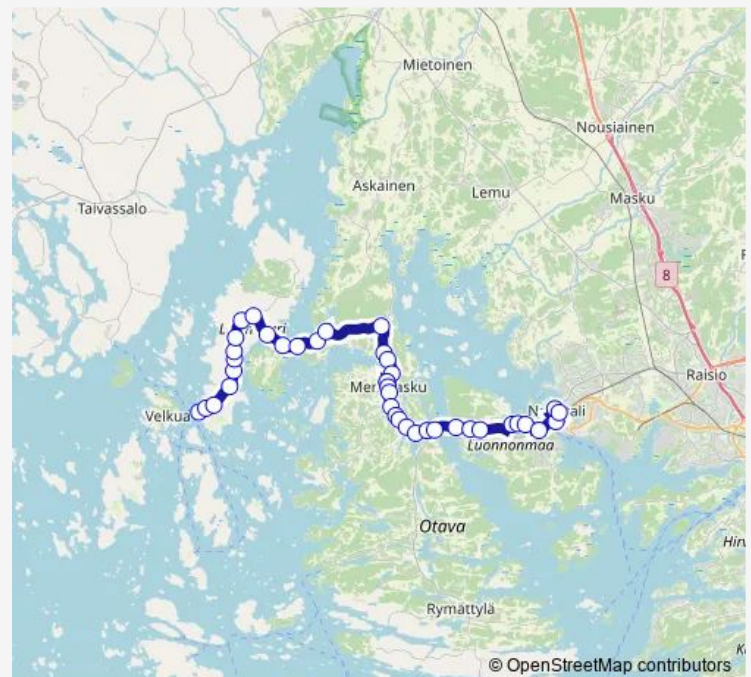 Mietoinen
Nousiainen
Askainen
Lemu
Masku
Taivassalo
8
Raisio
Velkua
Luonnonmaa
Otava
Rymättylä
© OpenStreetMap contributors